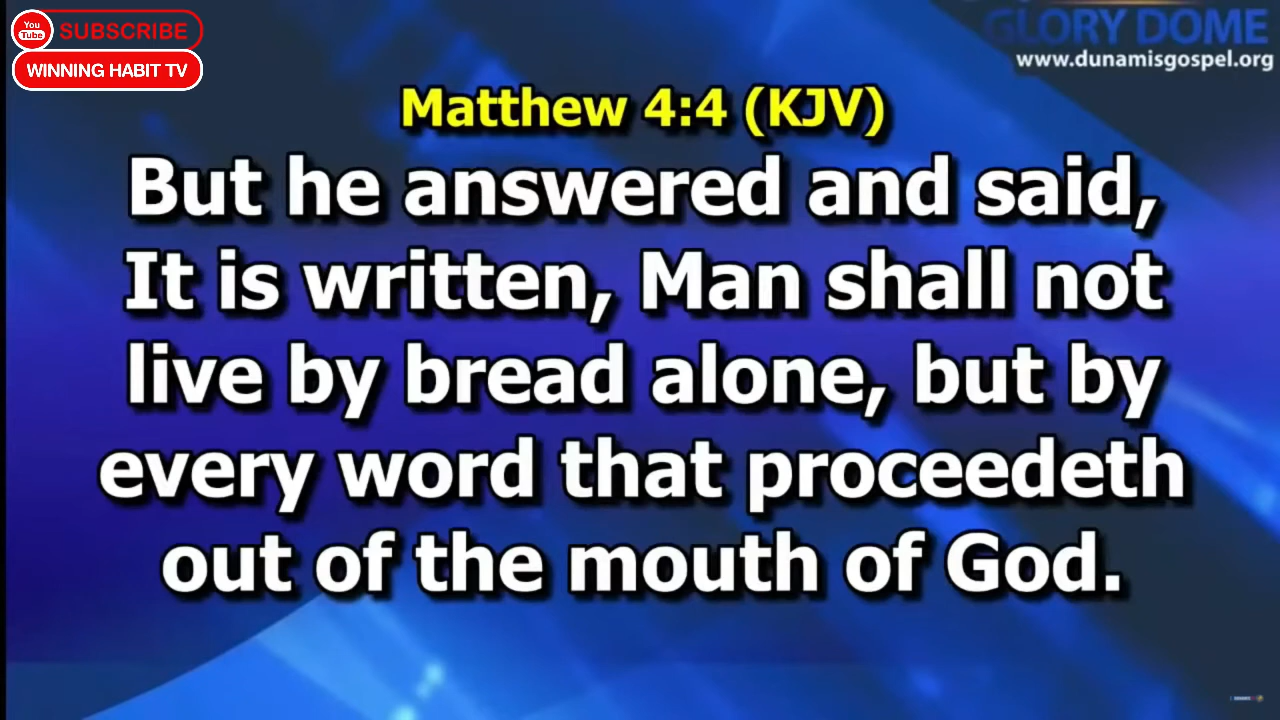 You
Tube
SUBSCRIBE
WINNING HABIT TV
GLORY DOME
www.dunamisgospel.org
Matthew 4:4 (KJV)
But he answered and said,
It is written, Man shall not
live by bread alone, but by
every word that proceedeth
out of the mouth of God.